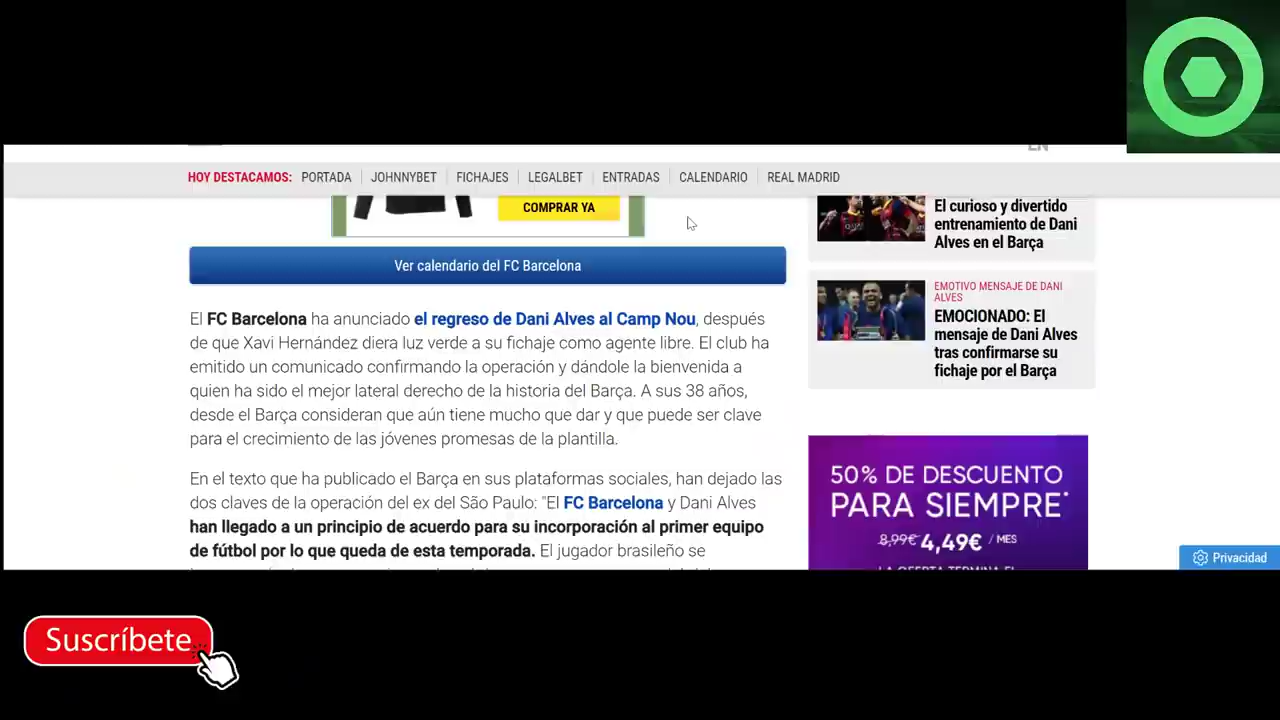 HOY DESTACAMOS: PORTADA JOHNNYBET FICHAJES LEGALBET ENTRADAS CALENDARIO REAL MADRID
COMPRAR YA
Ver calendario del FC Barcelona
El FC Barcelona ha anunciado el regreso de Dani Alves al Camp Nou, después
de que Xavi Hernández diera luz verde a su fichaje como agente libre. El club ha
emitido un comunicado confirmando la operación y dándole la bienvenida a
quien ha sido el mejor lateral derecho de la historia del Barça. A sus 38 años,
desde el Barça consideran que aún tiene mucho que dar y que puede ser clave
para el crecimiento de las jóvenes promesas de la plantilla.
En el texto que ha publicado el Barça en sus plataformas sociales, han dejado las
dos claves de la operación del ex del São Paulo: "El FC Barcelona y Dani Alves
han llegado a un principio de acuerdo para su incorporación al primer equipo
de fútbol por lo que queda de esta temporada. El jugador brasileño se
El curioso y divertido
entrenamiento de Dani
Alves en el Barça
EMOTIVO MENSAJE DE DANI
ALVES
EMOCIONADO: El
mensaje de Dani Alves
tras confirmarse su
fichaje por el Barça
50% DE DESCUENTO
PARA SIEMPRE*
8,99€ 4,49€ / MES
LA OFERTA TERMINA EL
Privacidad
Suscríbete